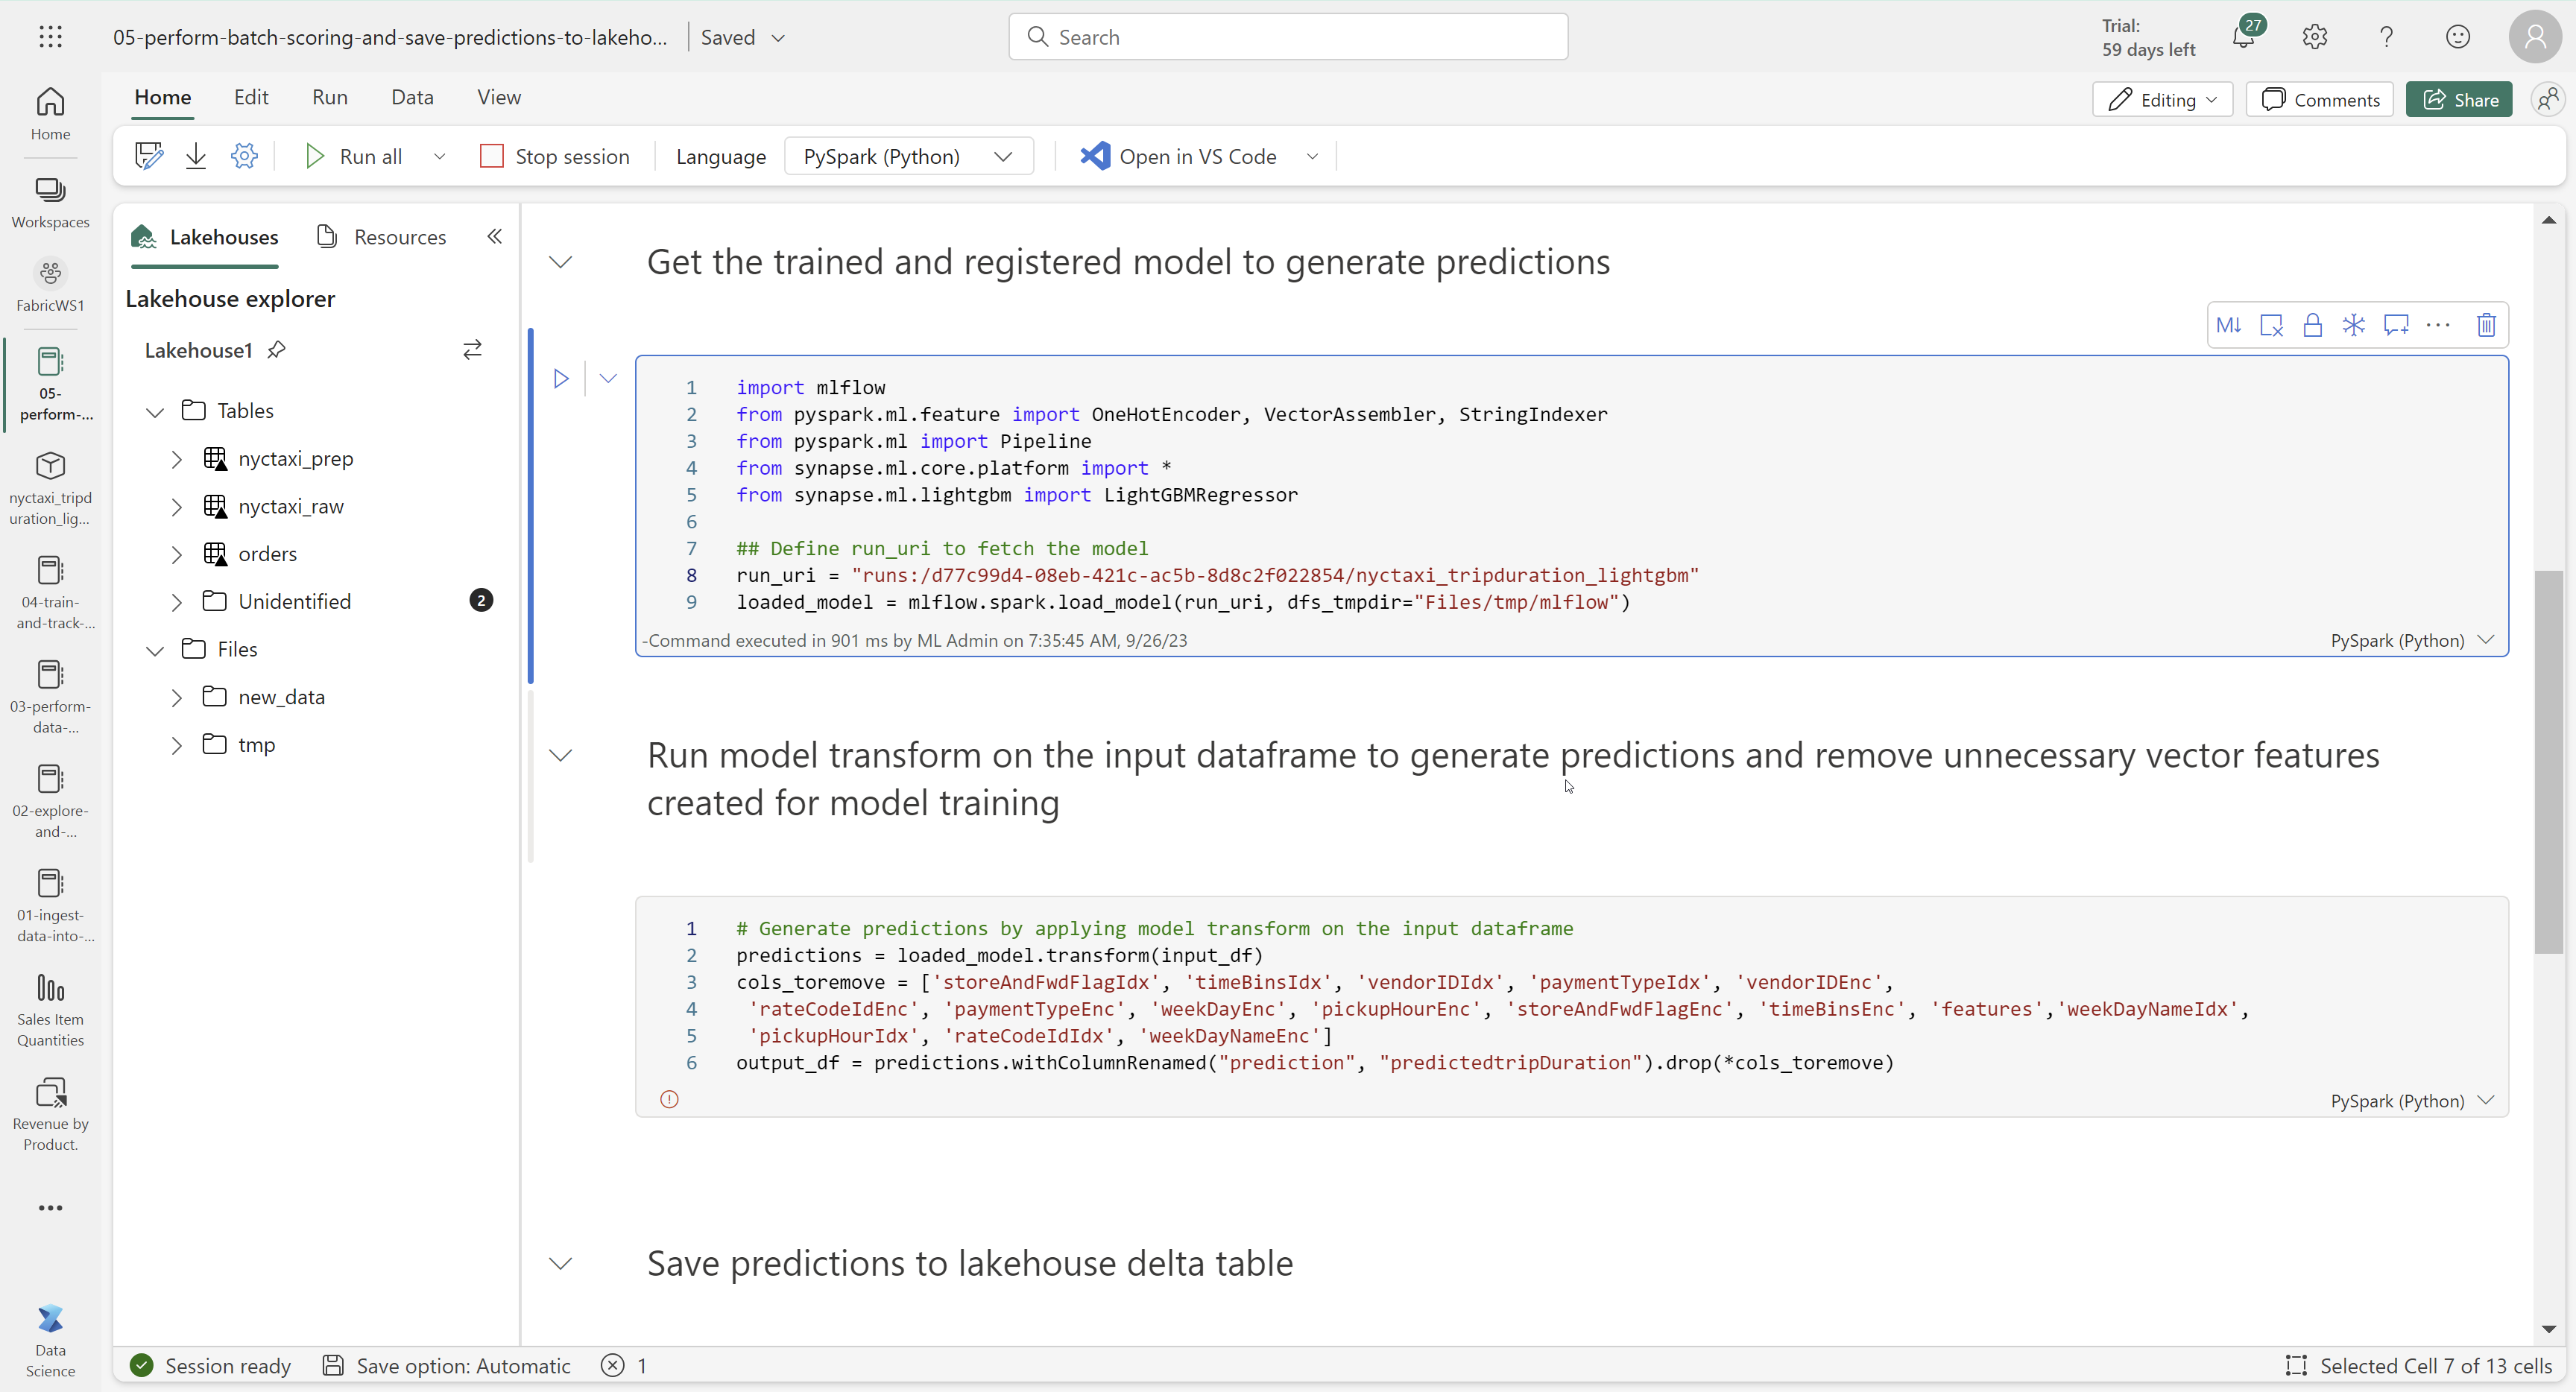 05-perform-batch-scoring-and-save-predictions-to-lakeho...
Saved
Search
Trial:
59 days left
27
Home
Edit
Run
Data
View
Editing
Comments
Share
Run all
Stop session
Language
PySpark (Python)
Open in VS Code
Home
Workspaces
FabricWS1
05-
perform-...
nyctaxi_tripd
uration_lig...
04-train-
and-track-...
03-perform-
data-...
02-explore-
and-...
01-ingest-
data-into-...
Sales Item
Quantities
Revenue by
Product.
Data
Science
Lakehouses
Resources
Lakehouse explorer
Lakehouse1
Tables
nyctaxi_prep
nyctaxi_raw
orders
Unidentified
2
Files
new_data
tmp
Get the trained and registered model to generate predictions
M↓
1 import mlflow
2 from pyspark.ml.feature import OneHotEncoder, VectorAssembler, StringIndexer
3 from pyspark.ml import Pipeline
4 from synapse.ml.core.platform import *
5 from synapse.ml.lightgbm import LightGBMRegressor
6
7 ## Define run_uri to fetch the model
8 run_uri = "runs:/d77c99d4-08eb-421c-ac5b-8d8c2f022854/nyctaxi_tripduration_lightgbm"
9 loaded_model = mlflow.spark.load_model(run_uri, dfs_tmpdir="Files/tmp/mlflow")
-Command executed in 901 ms by ML Admin on 7:35:45 AM, 9/26/23
PySpark (Python)
Run model transform on the input dataframe to generate predictions and remove unnecessary vector features
created for model training
1 # Generate predictions by applying model transform on the input dataframe
2 predictions = loaded_model.transform(input_df)
3 cols_toremove = ['storeAndFwdFlagIdx', 'timeBinsIdx', 'vendorIDIdx', 'paymentTypeIdx', 'vendorIDEnc',
4 'rateCodeIdEnc', 'paymentTypeEnc', 'weekDayEnc', 'pickupHourEnc', 'storeAndFwdFlagEnc', 'timeBinsEnc', 'features','weekDayNameIdx',
5 'pickupHourIdx', 'rateCodeIdIdx', 'weekDayNameEnc']
6 output_df = predictions.withColumnRenamed("prediction", "predictedtripDuration").drop(*cols_toremove)
PySpark (Python)
Save predictions to lakehouse delta table
Session ready
Save option: Automatic
1
Selected Cell 7 of 13 cells